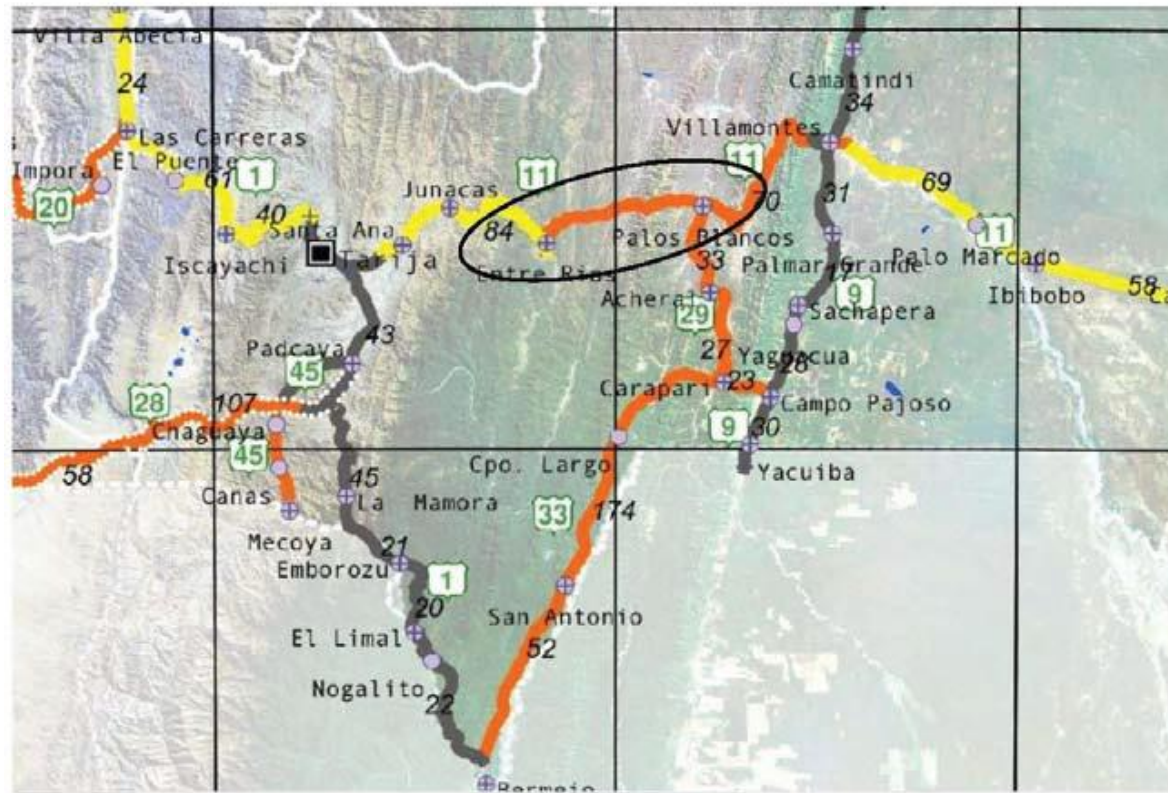 Villa Abecia
24
Camatindi
34
Las Carreras
Villamontes
El Puente
Impora
61
1
11
11
20
Junacas
69
70
31
40
Santa Ana
84
11
Iscayachi
Tarija
Palos Blancos
Palo Marcado
Entre Rios
33
Palmar Grande
Ibibobo
58
17
9
Acheral
29
Sachapera
43
Padcaya
45
27
Yaguacua
28
Carapari
23
28
107
Campo Pajoso
Chaguaya
9
30
45
Cpo. Largo
Yacuiba
58
45
Canas
La Mamora
33
174
Mecoya
21
Emborozu
1
20
San Antonio
El Limal
52
Nogalito
22
Bermejo